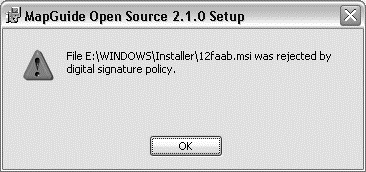 MapGuide Open Source 2.1.0 Setup
File E:\WINDOWS\Installer\12faab.msi was rejected by
digital signature policy.
OK